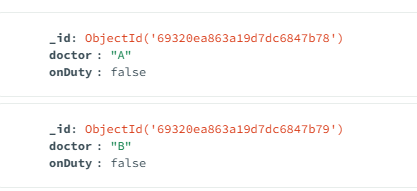 _id: ObjectId('69320ea863a19d7dc6847b78')
doctor : "A"
onDuty : false
_id: ObjectId('69320ea863a19d7dc6847b79')
doctor : "B"
onDuty : false